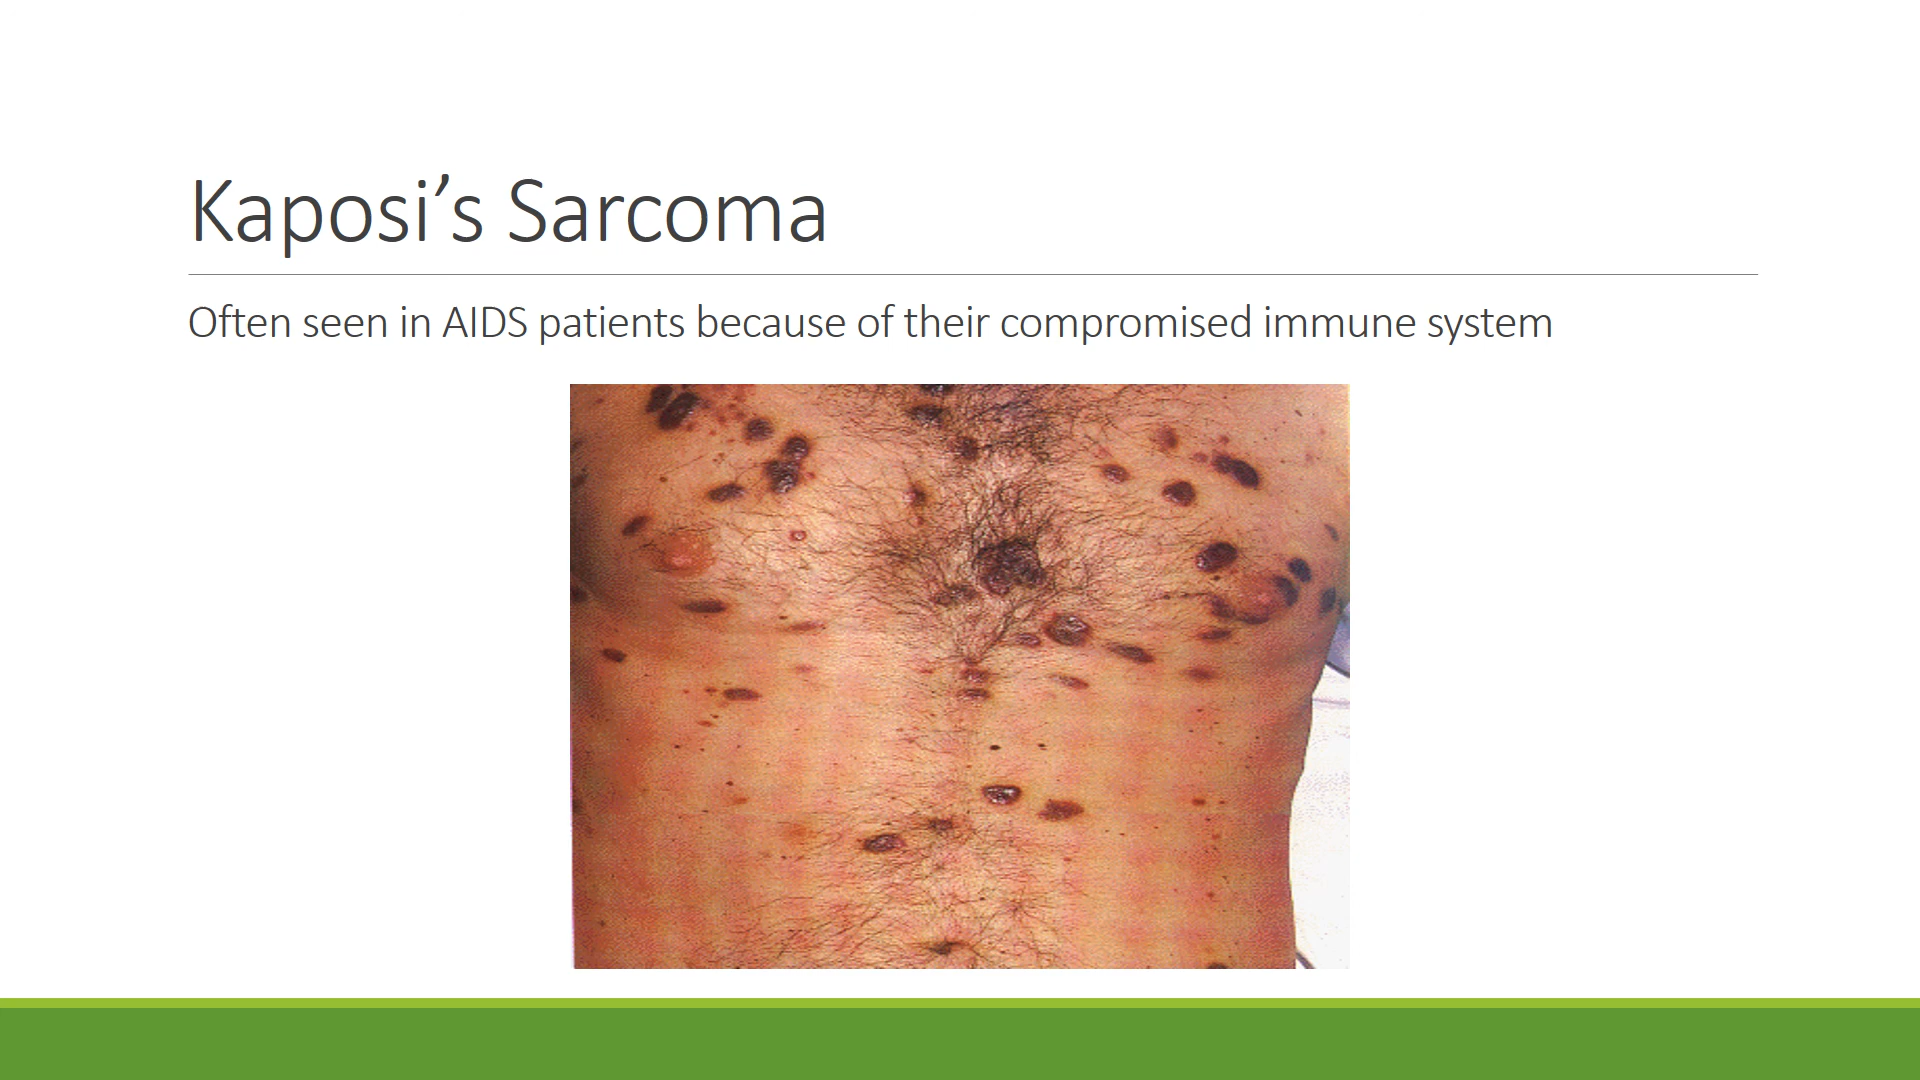 Kaposi’s Sarcoma
Often seen in AIDS patients because of their compromised immune system